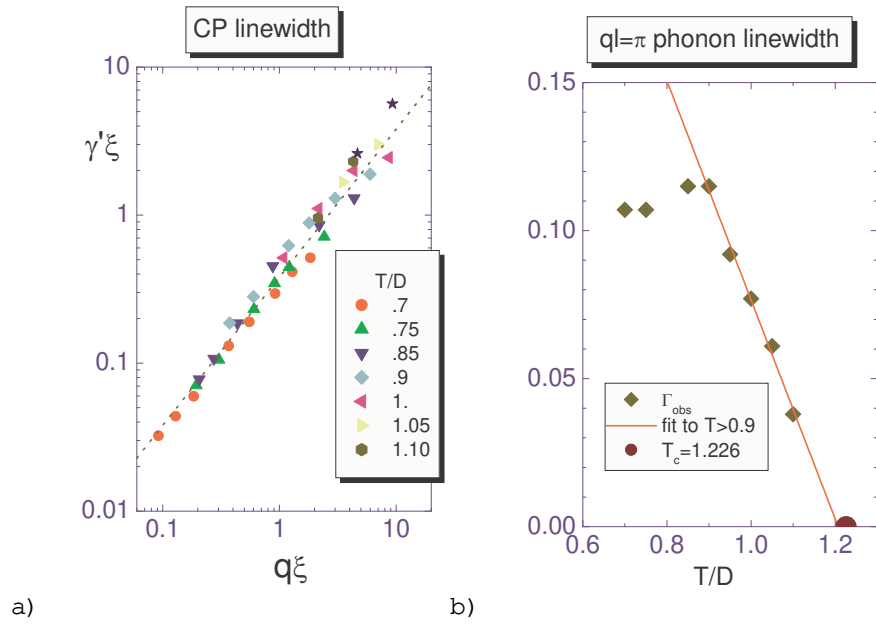 CP linewidth
10
1
0.1
0.01
γ'ξ
0.1
1
10
qξ
T/D
.7
.75
.85
.9
1.
1.05
1.10
a)
ql=π phonon linewidth
0.15
0.10
0.05
0.00
0.6
0.8
1.0
1.2
T/D
Γobs
fit to T>0.9
Tc=1.226
b)